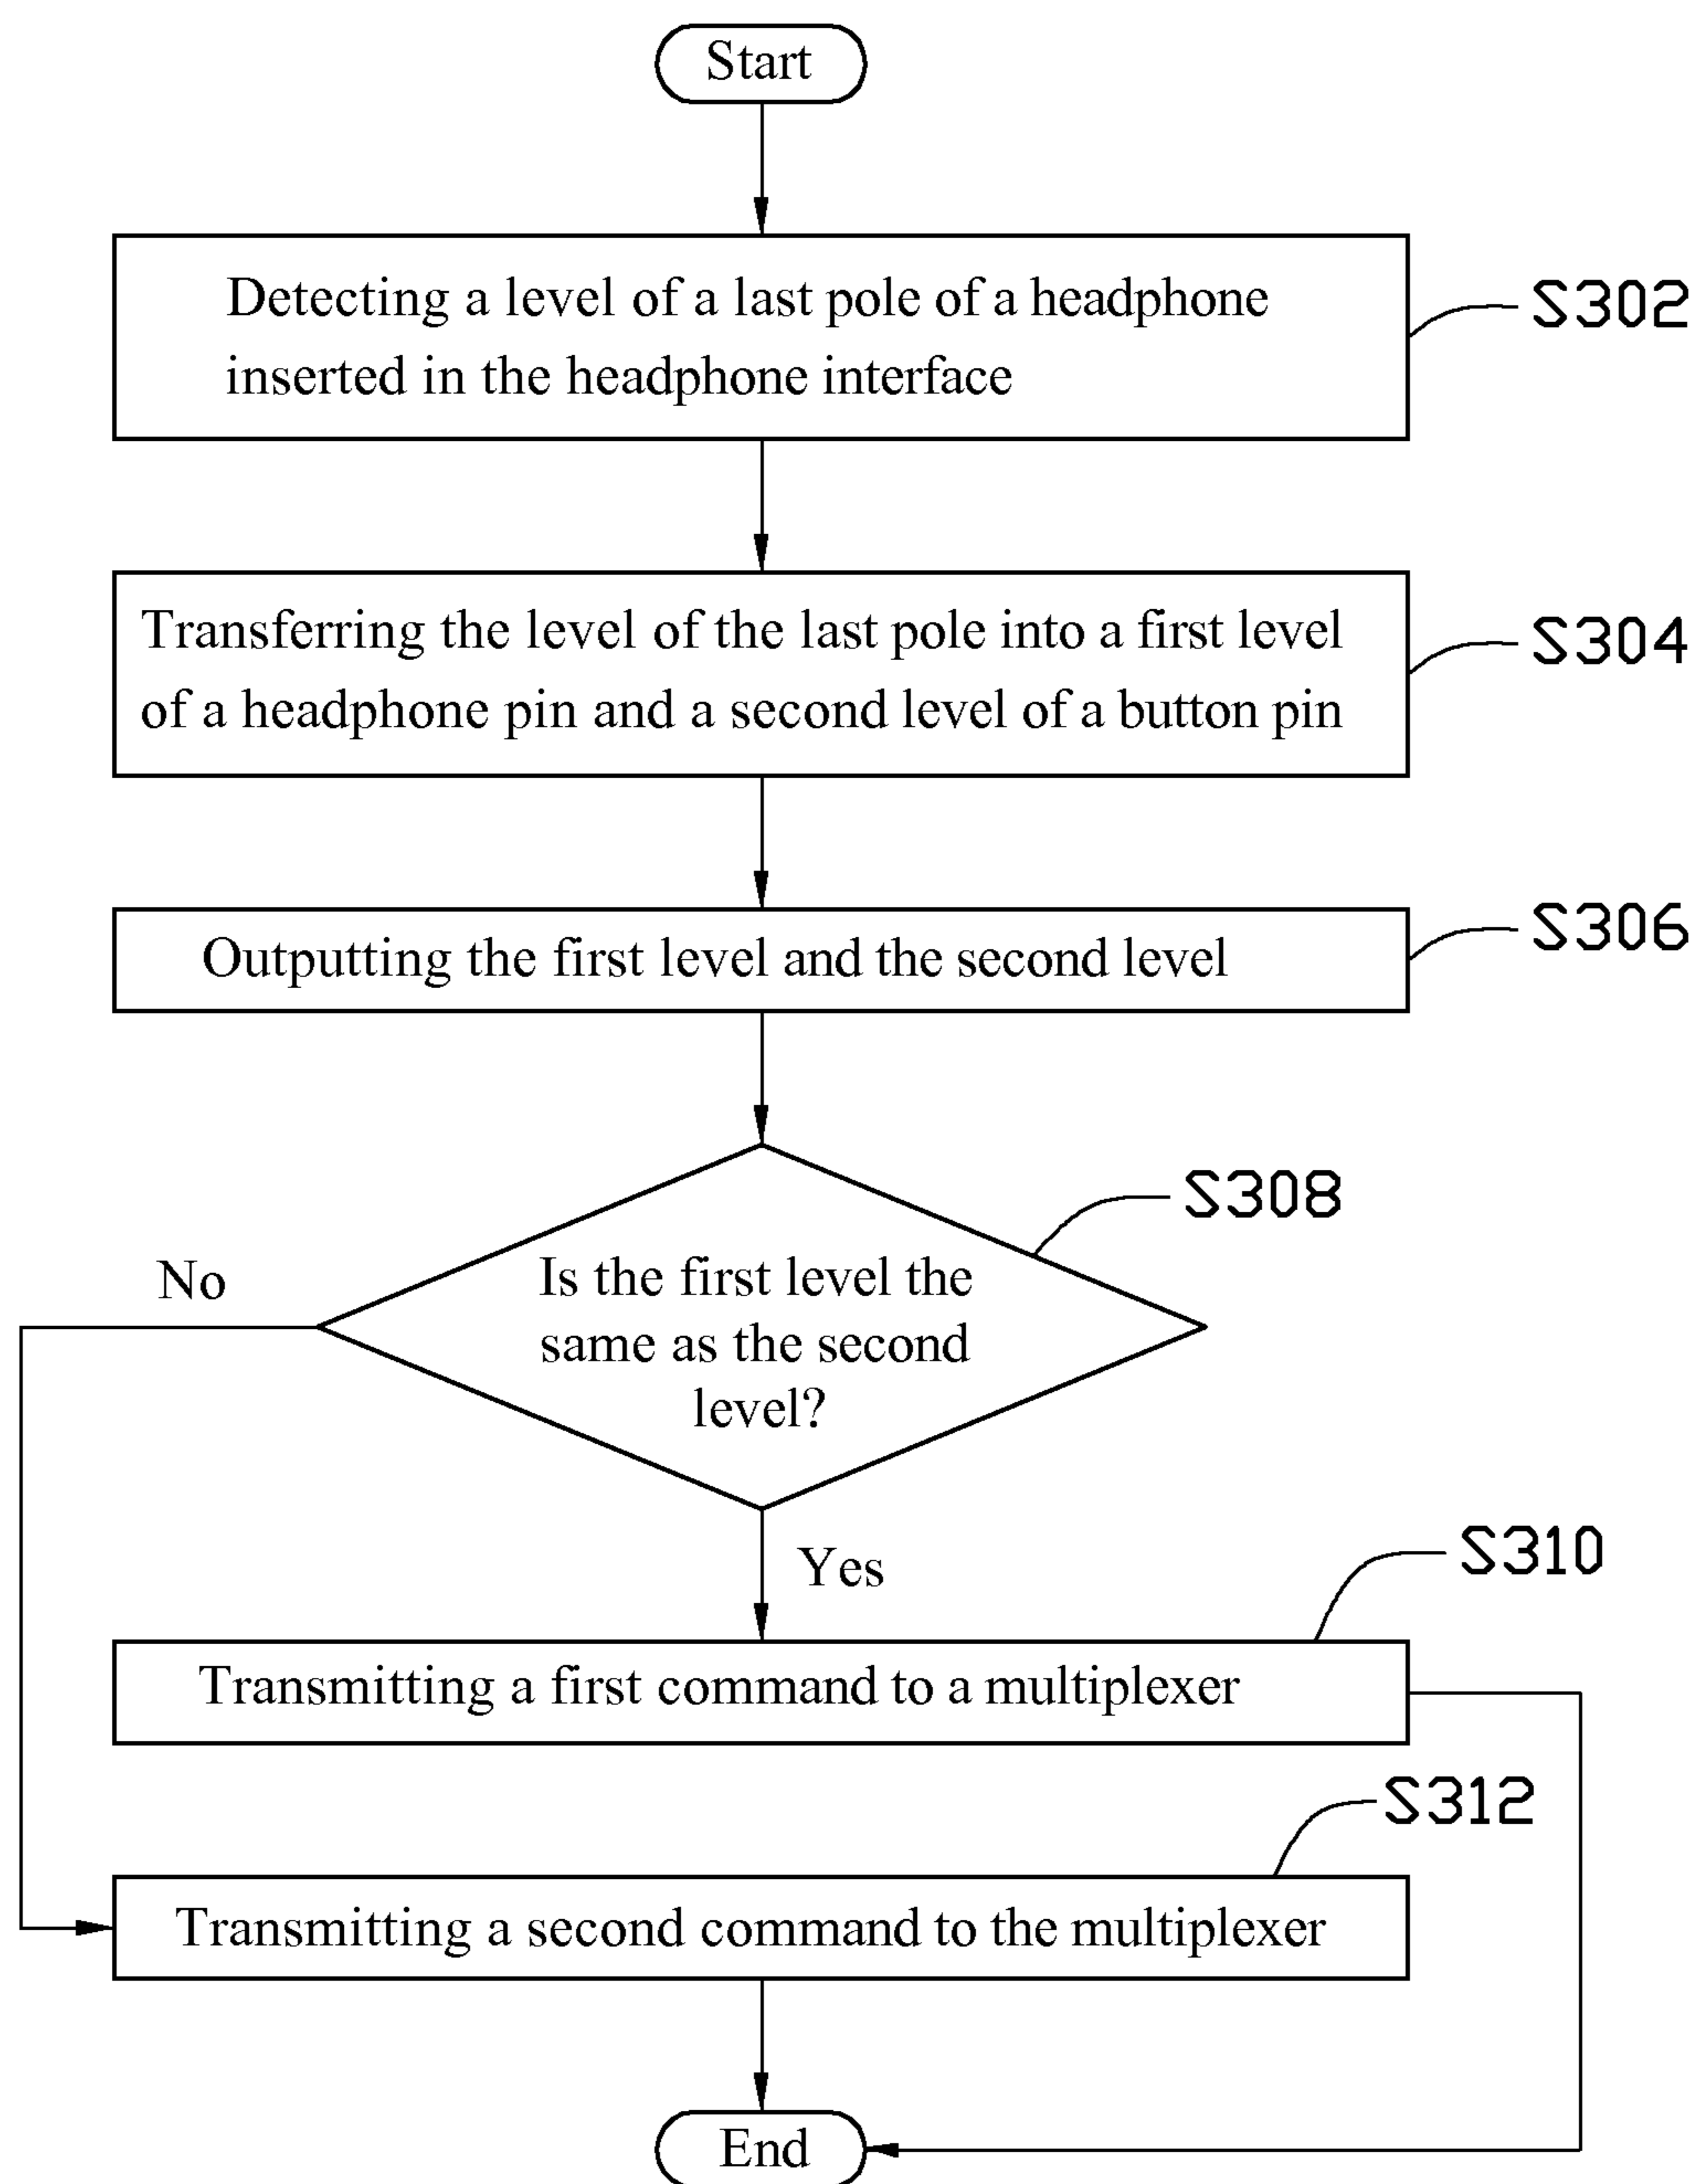 Start
Detecting a level of a last pole of a headphone
inserted in the headphone interface
S302
Transferring the level of the last pole into a first level
of a headphone pin and a second level of a button pin
S304
Outputting the first level and the second level
S306
S308
No
Is the first level the
same as the second
level?
Yes
S310
Transmitting a first command to a multiplexer
S312
Transmitting a second command to the multiplexer
End